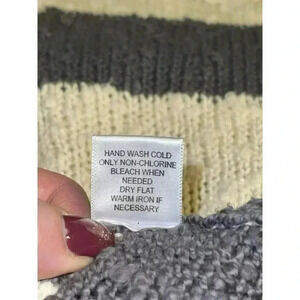 HAND WASH COLD
ONLY NON-CHLORINE
BLEACH WHEN
NEEDED
DRY FLAT
WARM IRON IF
NECESSARY